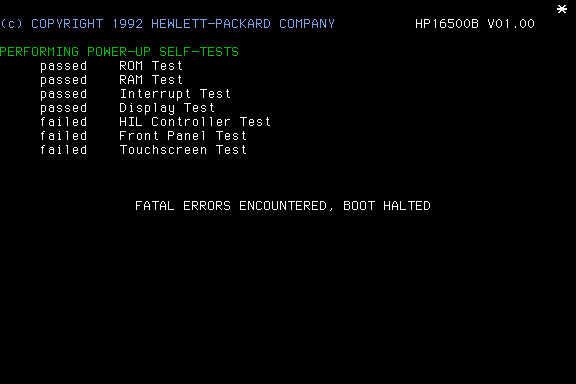 *
(c) COPYRIGHT 1992 HEWLETT-PACKARD COMPANY HP16500B V01.00
PERFORMING POWER-UP SELF-TESTS
passed ROM Test
passed RAM Test
passed Interrupt Test
passed Display Test
failed HIL Controller Test
failed Front Panel Test
failed Touchscreen Test
FATAL ERRORS ENCOUNTERED, BOOT HALTED